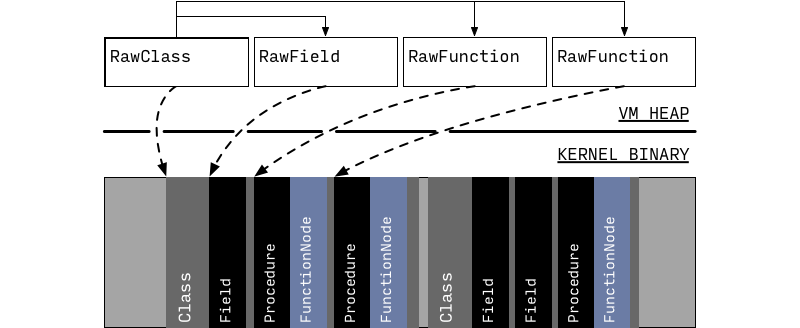 RawClass
RawField
RawFunction
RawFunction
VM HEAP
KERNEL BINARY
Class
Field
Procedure
FunctionNode
Procedure
FunctionNode
Class
Field
Field
Procedure
FunctionNode